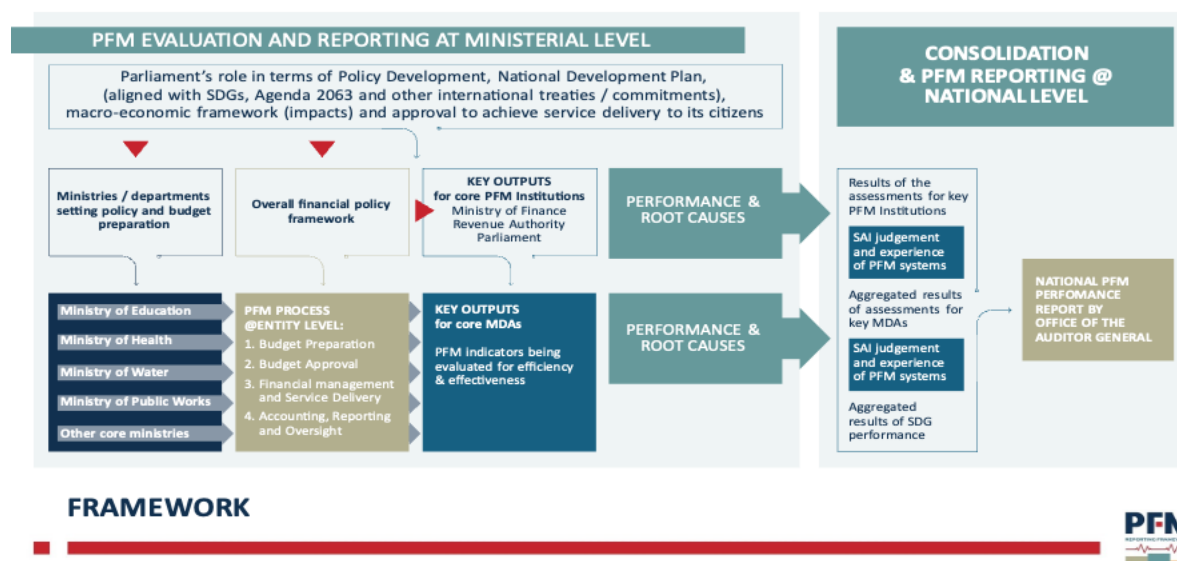 PFM EVALUATION AND REPORTING AT MINISTERIAL LEVEL
Parliament's role in terms of Policy Development, National Development Plan,
(aligned with SDGs, Agenda 2063 and other international treaties / commitments),
macro-economic framework (impacts) and approval to achieve service delivery to its citizens
Ministries / departments
setting policy and budget
preparation
Overall financial policy
framework
KEY OUTPUTS
for core PFM Institutions
Ministry of Finance
Revenue Authority
Parliament
PERFORMANCE &
ROOT CAUSES
Ministry of Education
Ministry of Health
Ministry of Water
Ministry of Public Works
Other core ministries
PFM PROCESS
@ENTITY LEVEL:
1. Budget Preparation
2. Budget Approval
3. Financial management
and Service Delivery
4. Accounting, Reporting
and Oversight
KEY OUTPUTS
for core MDAs
PFM indicators being
evaluated for efficiency
& effectiveness
PERFORMANCE &
ROOT CAUSES
CONSOLIDATION
& PFM REPORTING @
NATIONAL LEVEL
Results of the
assessments for key
PFM Institutions
SAI judgement
and experience
of PFM systems
Aggregated results
of assessments for
key MDAs
SAI judgement
and experience
of PFM systems
Aggregated
results of SDG
performance
NATIONAL PFM
PERFOMANCE
REPORT BY
OFFICE OF THE
AUDITOR GENERAL
FRAMEWORK
PFM